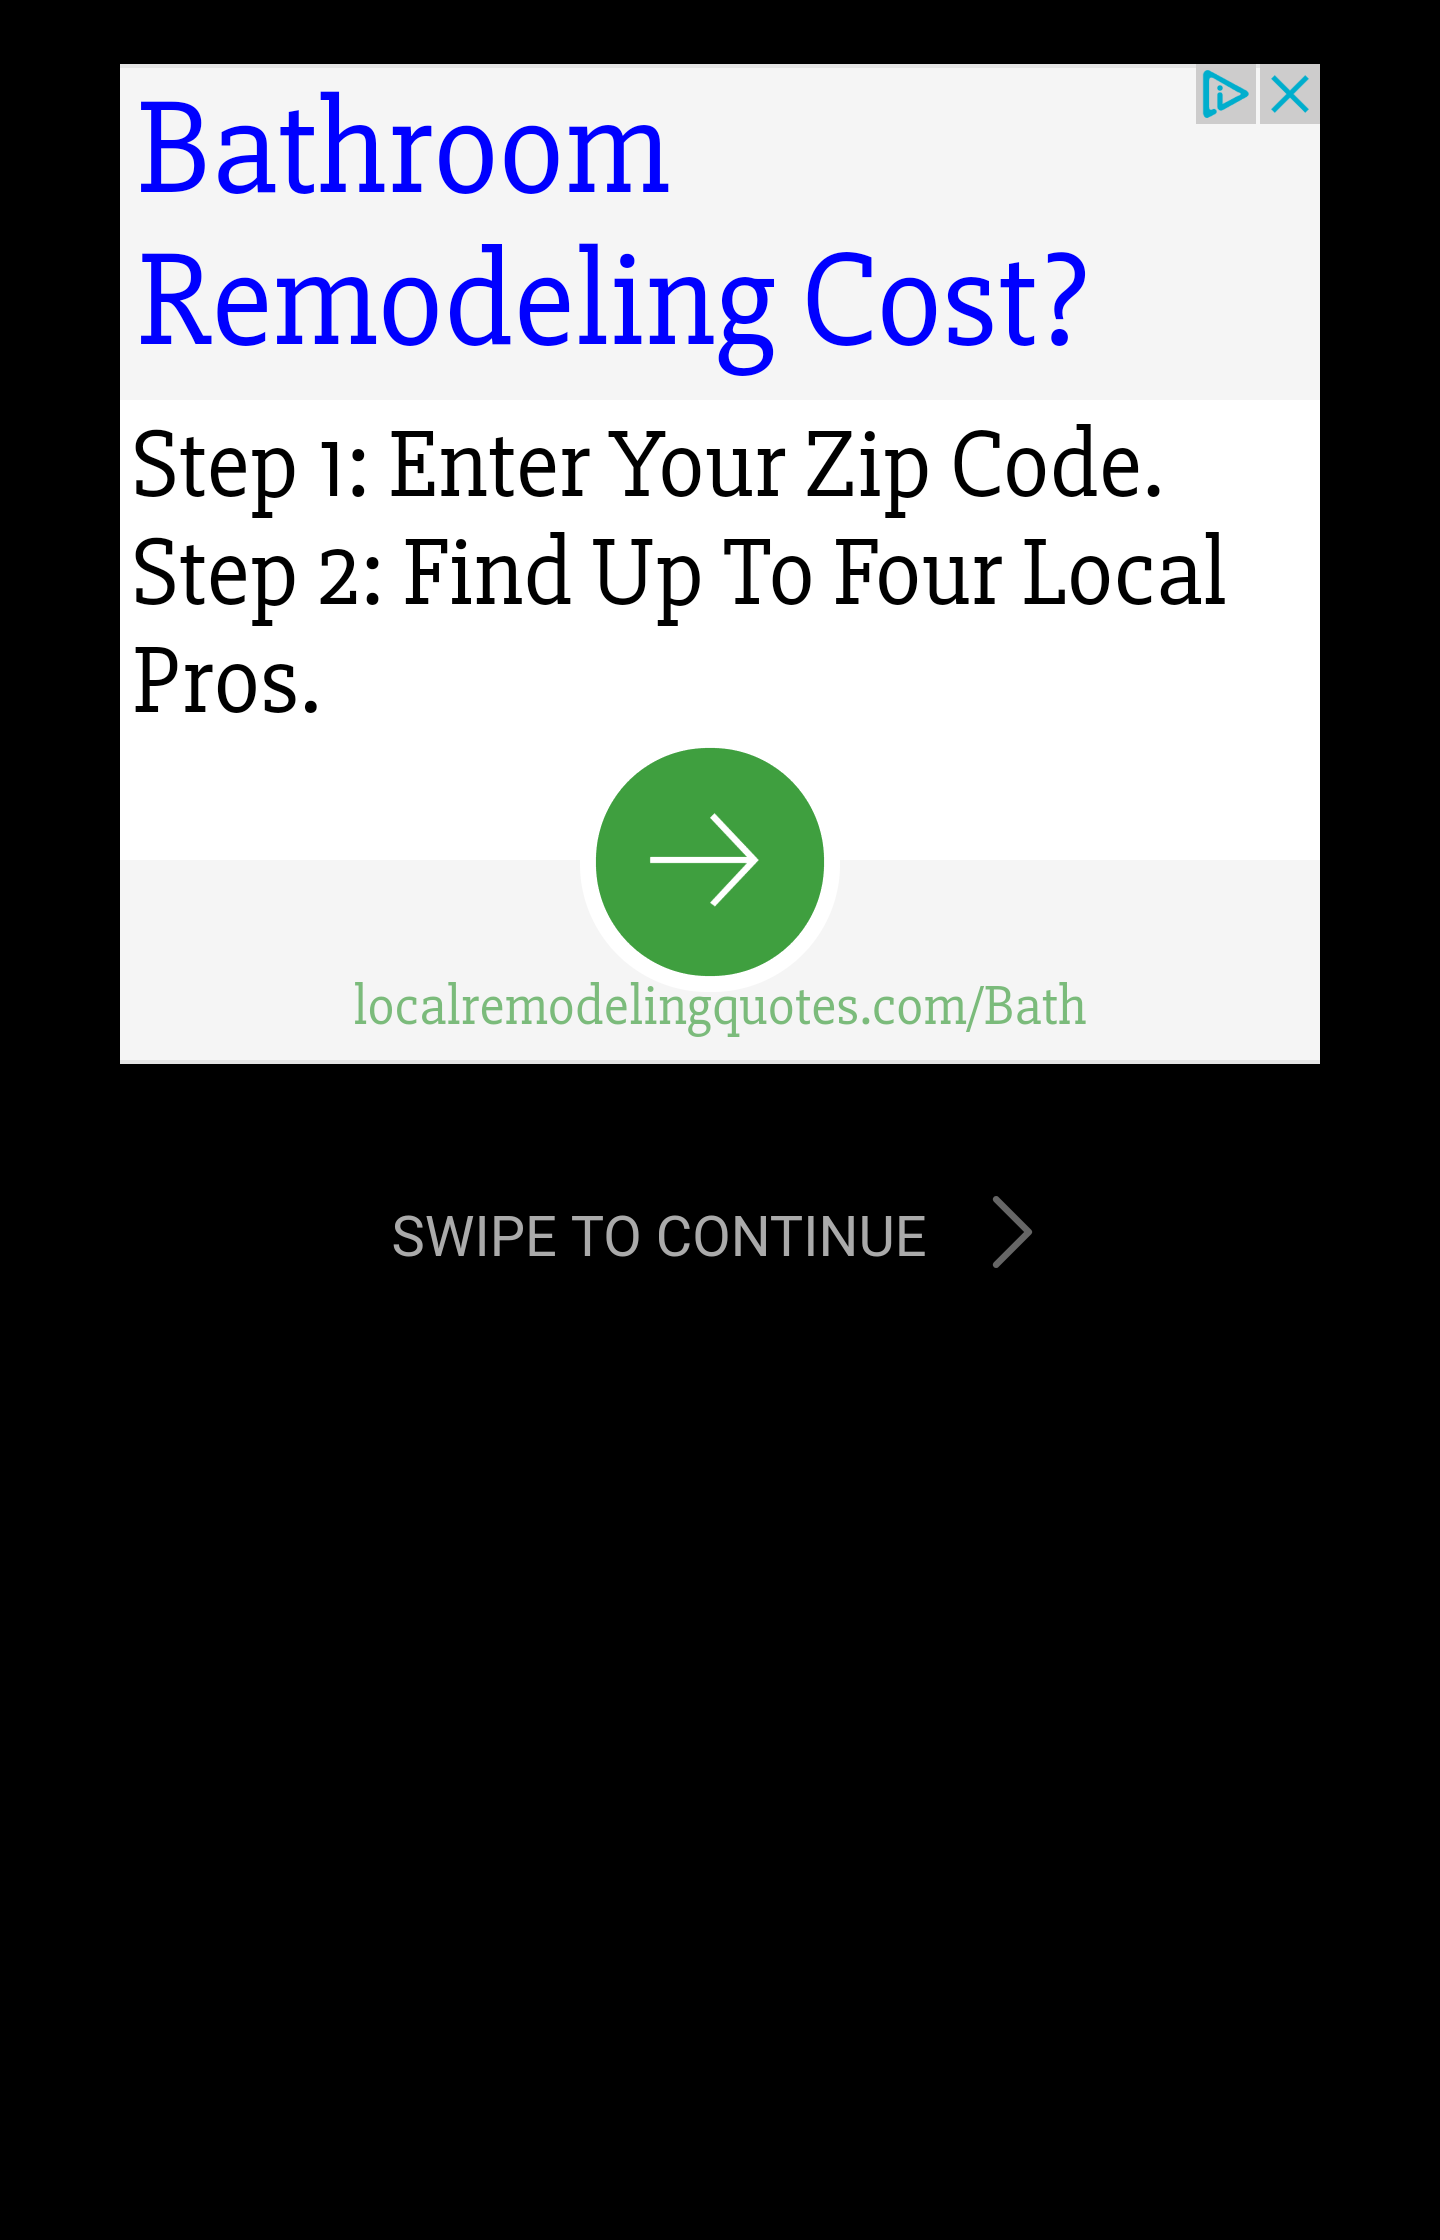 Bathroom
Remodeling Cost?
Step 1: Enter Your Zip Code.
Step 2: Find Up To Four Local
Pros.
localremodelingquotes.com/Bath
SWIPE TO CONTINUE